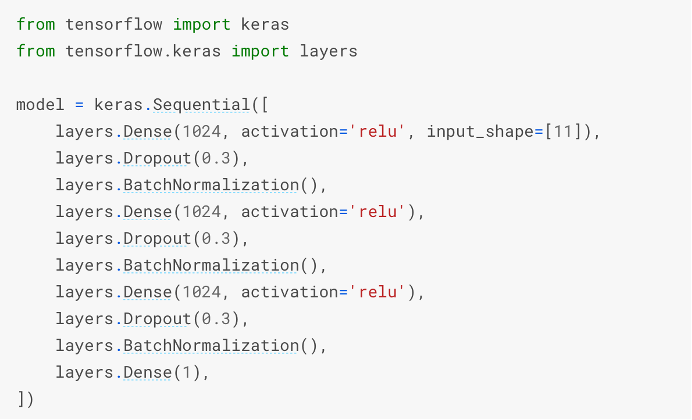 from tensorflow import keras
from tensorflow.keras import layers

model = keras.Sequential([
    layers.Dense(1024, activation='relu', input_shape=[11]),
    layers.Dropout(0.3),
    layers.BatchNormalization(),
    layers.Dense(1024, activation='relu'),
    layers.Dropout(0.3),
    layers.BatchNormalization(),
    layers.Dense(1024, activation='relu'),
    layers.Dropout(0.3),
    layers.BatchNormalization(),
    layers.Dense(1),
])